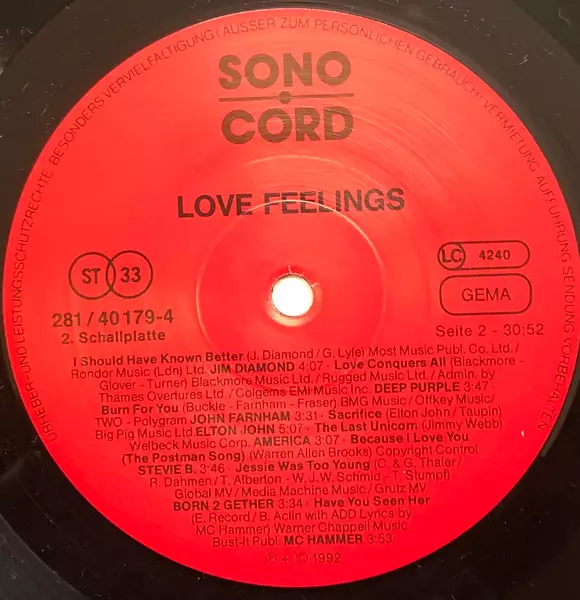 URHEBER- UND LEISTUNGSSCHUTZRECHTE BESONDERS VERVIELFÄLTIGUNG (AUSSER ZUM PERSÖNLICHEN GEBRAUCH) VERMIETUNG AUFFÜHRUNG SENDUNG VORBEHALTEN
SONO
CORD
LOVE FEELINGS
ST 33
LC 4240
GEMA
281/40179-4
2. Schallplatte
Seite 2 - 30:52
I Should Have Known Better (J. Diamond / G. Lyle) Most Music Publ. Co. Ltd. /
Rondor Music (Ldn) Ltd. JIM DIAMOND 4:07 · Love Conquers All (Blackmore -
Glover - Turner) Blackmore Music Ltd. / Rugged Music Ltd. / Admin. by
Thames Overtures Ltd. / Colgems EMI Music Inc. DEEP PURPLE 3:47 ·
Burn For You (Buckle - Farnham - Fraser) BMG Music / Offkey Music /
TWO - Polygram JOHN FARNHAM 3:31 · Sacrifice (Elton John / Taupin)
Big Pig Music Ltd. ELTON JOHN 5:07 · The Last Unicorn (Jimmy Webb)
Welbeck Music Corp. AMERICA 3:07 · Because I Love You
(The Postman Song) (Warren Allen Brooks) Copyright Control
STEVIE B. 3:46 · Jessie Was Too Young (C. & G. Thaler /
R. Dahmen / T. Alberton - W. J. W. Schmid - T. Stumpf)
Global MV / Media Machine Music / Grutz MV
BORN 2 GETHER 3:34 · Have You Seen Her
(E. Record / B. Aclin with ADD Lyrics by
MC Hammer) Warner Chappell Music
Bust-It Publ. MC HAMMER 3:53
℗ + © 1992